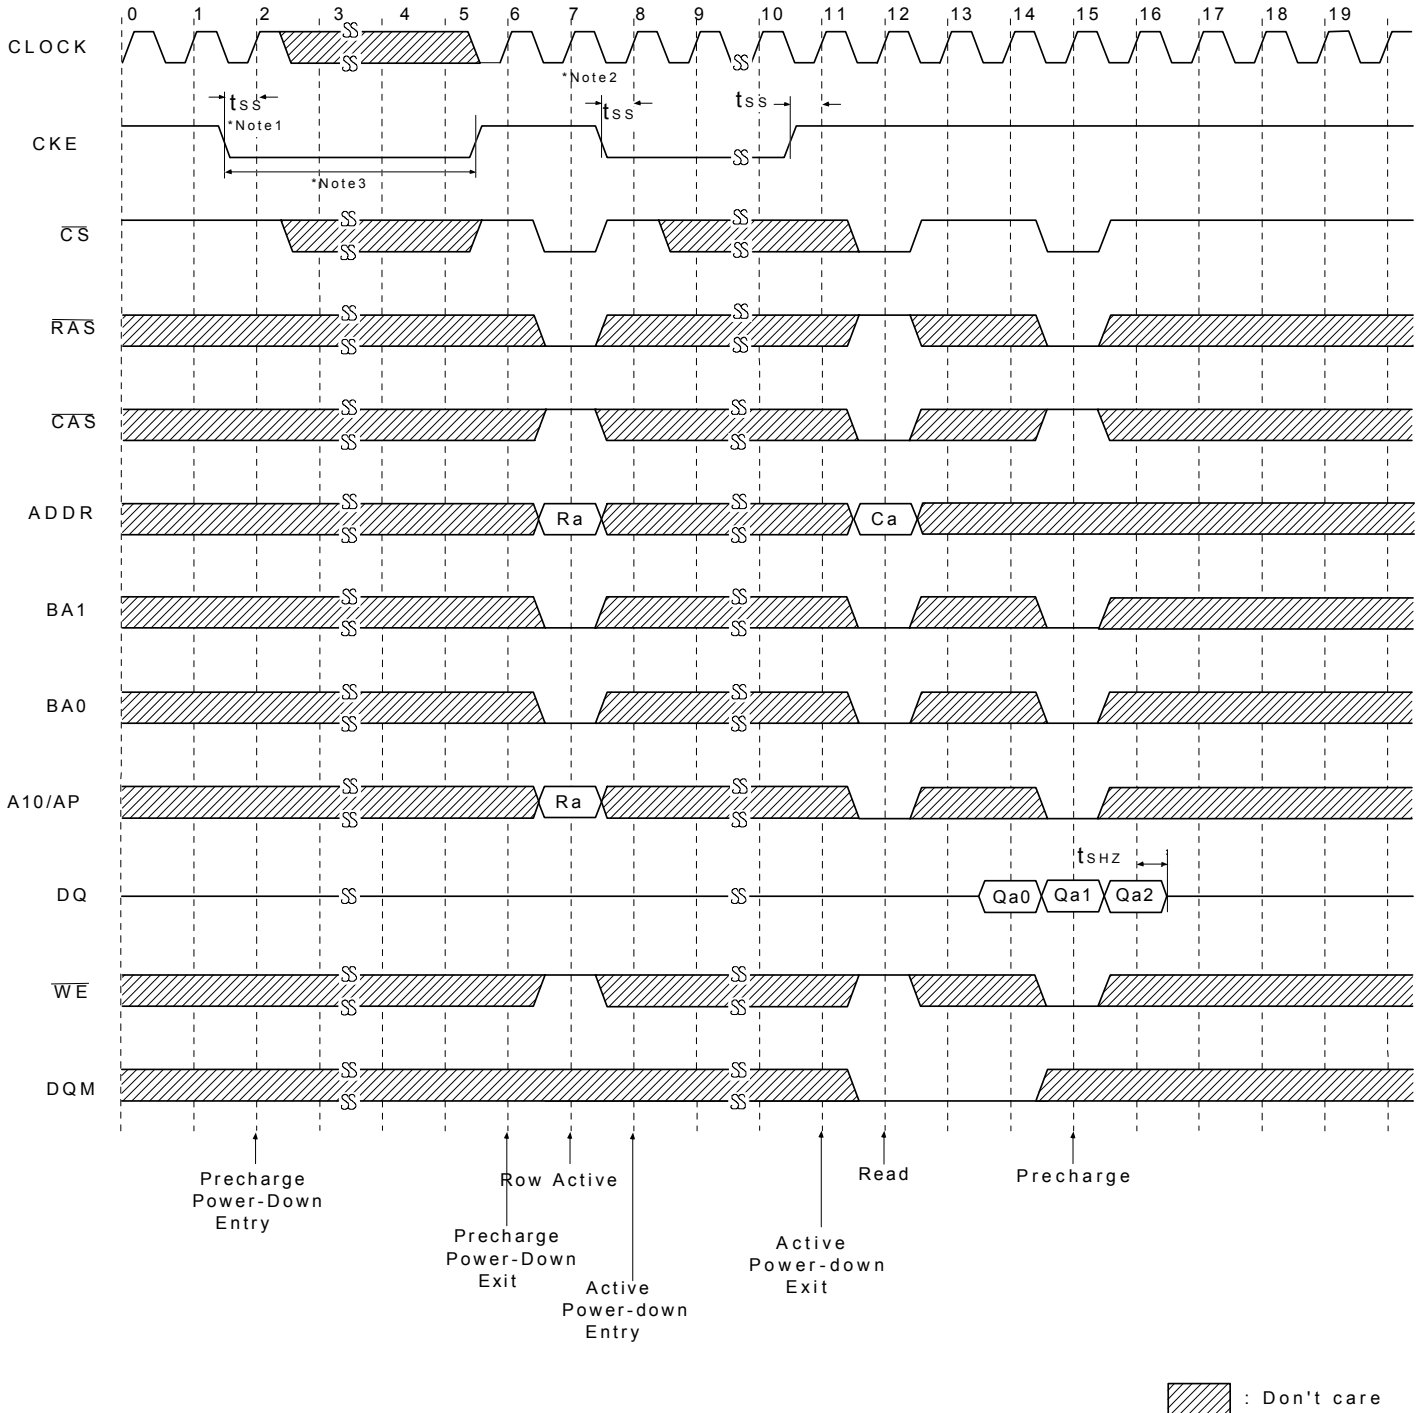 0 1 2 3 4 5 6 7 8 9 10 11 12 13 14 15 16 17 18 19
CLOCK
*Note2
tSS
tSS
tSS
*Note1
CKE
*Note3
CS
RAS
CAS
ADDR
Ra
Ca
BA1
BA0
A10/AP
Ra
tSHZ
DQ
Qa0
Qa1
Qa2
WE
DQM
Precharge
Power-Down
Entry
Row Active
Read
Precharge
Precharge
Power-Down
Exit
Active
Power-down
Exit
Active
Power-down
Entry
: Don't care